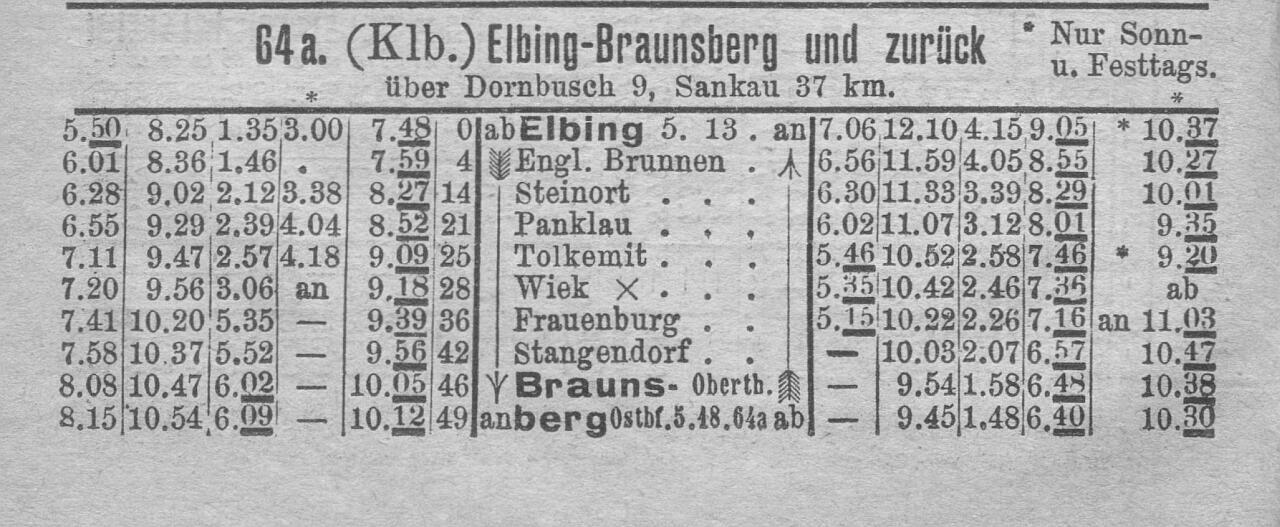 64a. (Klb.) Elbing-Braunsberg und zurück * Nur Sonn-
u. Festtags.
über Dornbusch 9, Sankau 37 km.
* *
5.50 8.25 1.35 3.00 7.48 0 ab Elbing 5. 13 . an 7.06 12.10 4.15 9.05 * 10.37
6.01 8.36 1.46 . 7.59 4 Engl. Brunnen . 6.56 11.59 4.05 8.55 10.27
6.28 9.02 2.12 3.38 8.27 14 Steinort . . . 6.30 11.33 3.39 8.29 10.01
6.55 9.29 2.39 4.04 8.52 21 Panklau . . . 6.02 11.07 3.12 8.01 9.35
7.11 9.47 2.57 4.18 9.09 25 Tolkemit . . . 5.46 10.52 2.58 7.46 * 9.20
7.20 9.56 3.06 an 9.18 28 Wiek × . . . 5.35 10.42 2.46 7.36 ab
7.41 10.20 5.35 — 9.39 36 Frauenburg . . 5.15 10.22 2.26 7.16 an 11.03
7.58 10.37 5.52 — 9.56 42 Stangendorf . . — 10.03 2.07 6.57 10.47
8.08 10.47 6.02 — 10.05 46 Brauns- Oberth. — 9.54 1.58 6.48 10.38
8.15 10.54 6.09 — 10.12 49 an berg Ostbf. 5. 48. 64a ab — 9.45 1.48 6.40 10.30